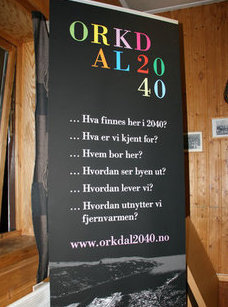 ORKD
AL20
40
... Hva finnes her i 2040?
... Hva er vi kjent for?
... Hvem bor her?
... Hvordan ser byen ut?
... Hvordan lever vi?
... Hvordan utnytter vi
fjernvarmen?
www.orkdal2040.no